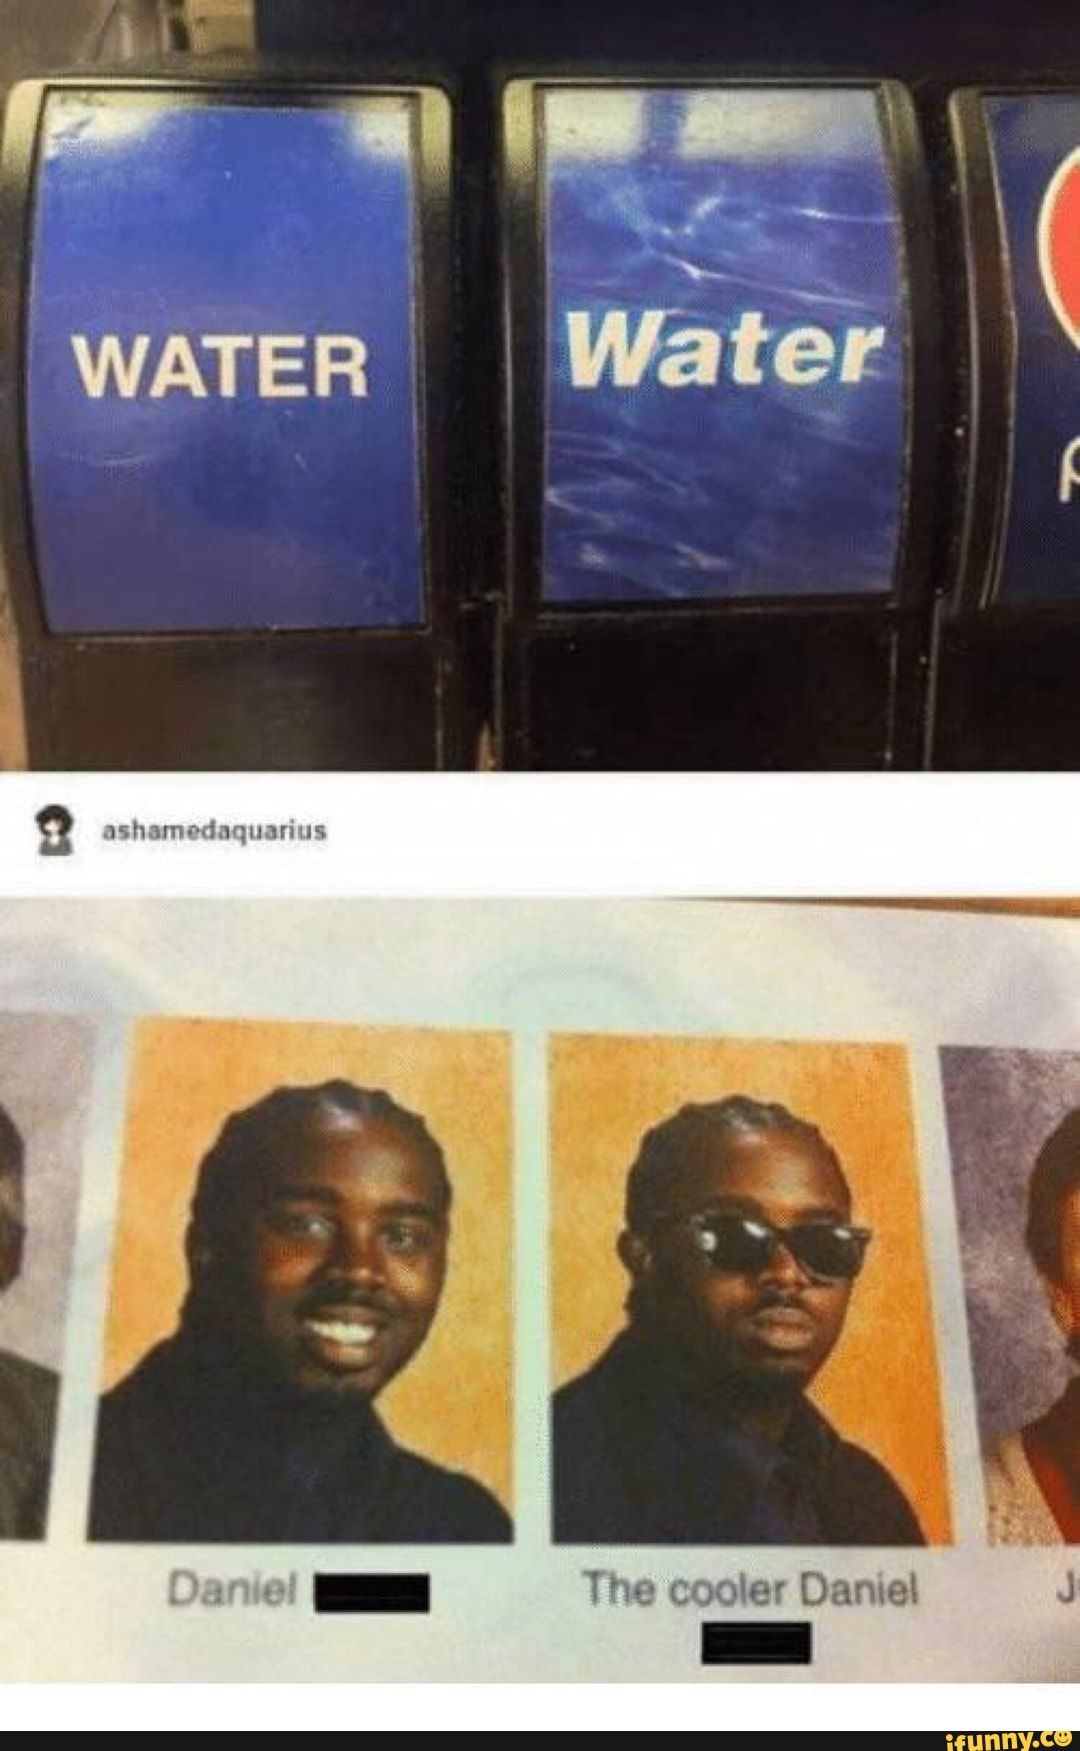 WATER
Water
p
ashamedaquarius
Daniel
The cooler Daniel
J
ifunny.co